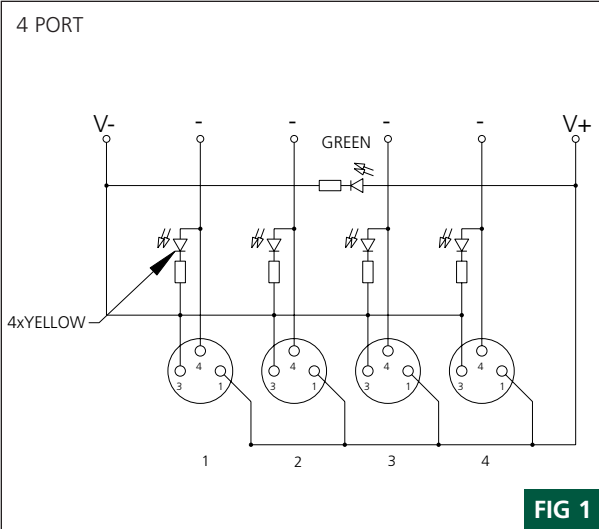 4 PORT
V- - - - - V+
GREEN
4xYELLOW
4 4 4 4
3 1 3 1 3 1 3 1
1 2 3 4
FIG 1